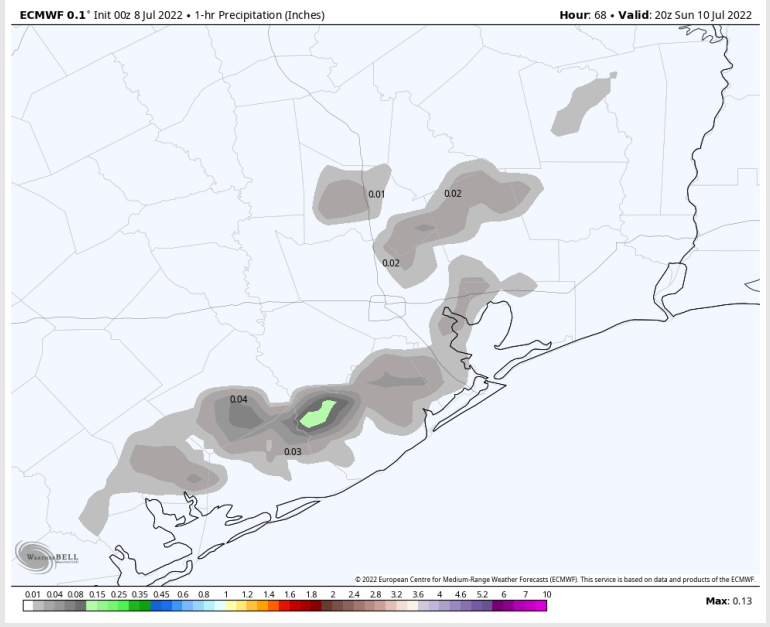 ECMWF 0.1° Init 00z 8 Jul 2022 • 1-hr Precipitation (Inches) Hour: 68 • Valid: 20z Sun 10 Jul 2022
0.01 0.02
0.02
0.04
0.03
WEATHERBELL
© 2022 European Centre for Medium-Range Weather Forecasts (ECMWF). This service is based on data and products of the ECMWF.
0.01 0.04 0.08 0.15 0.25 0.35 0.45 0.6 0.8 1 1.2 1.4 1.6 1.8 2 2.4 2.8 3.2 3.6 4 4.6 5.2 6 7 10
Max: 0.13